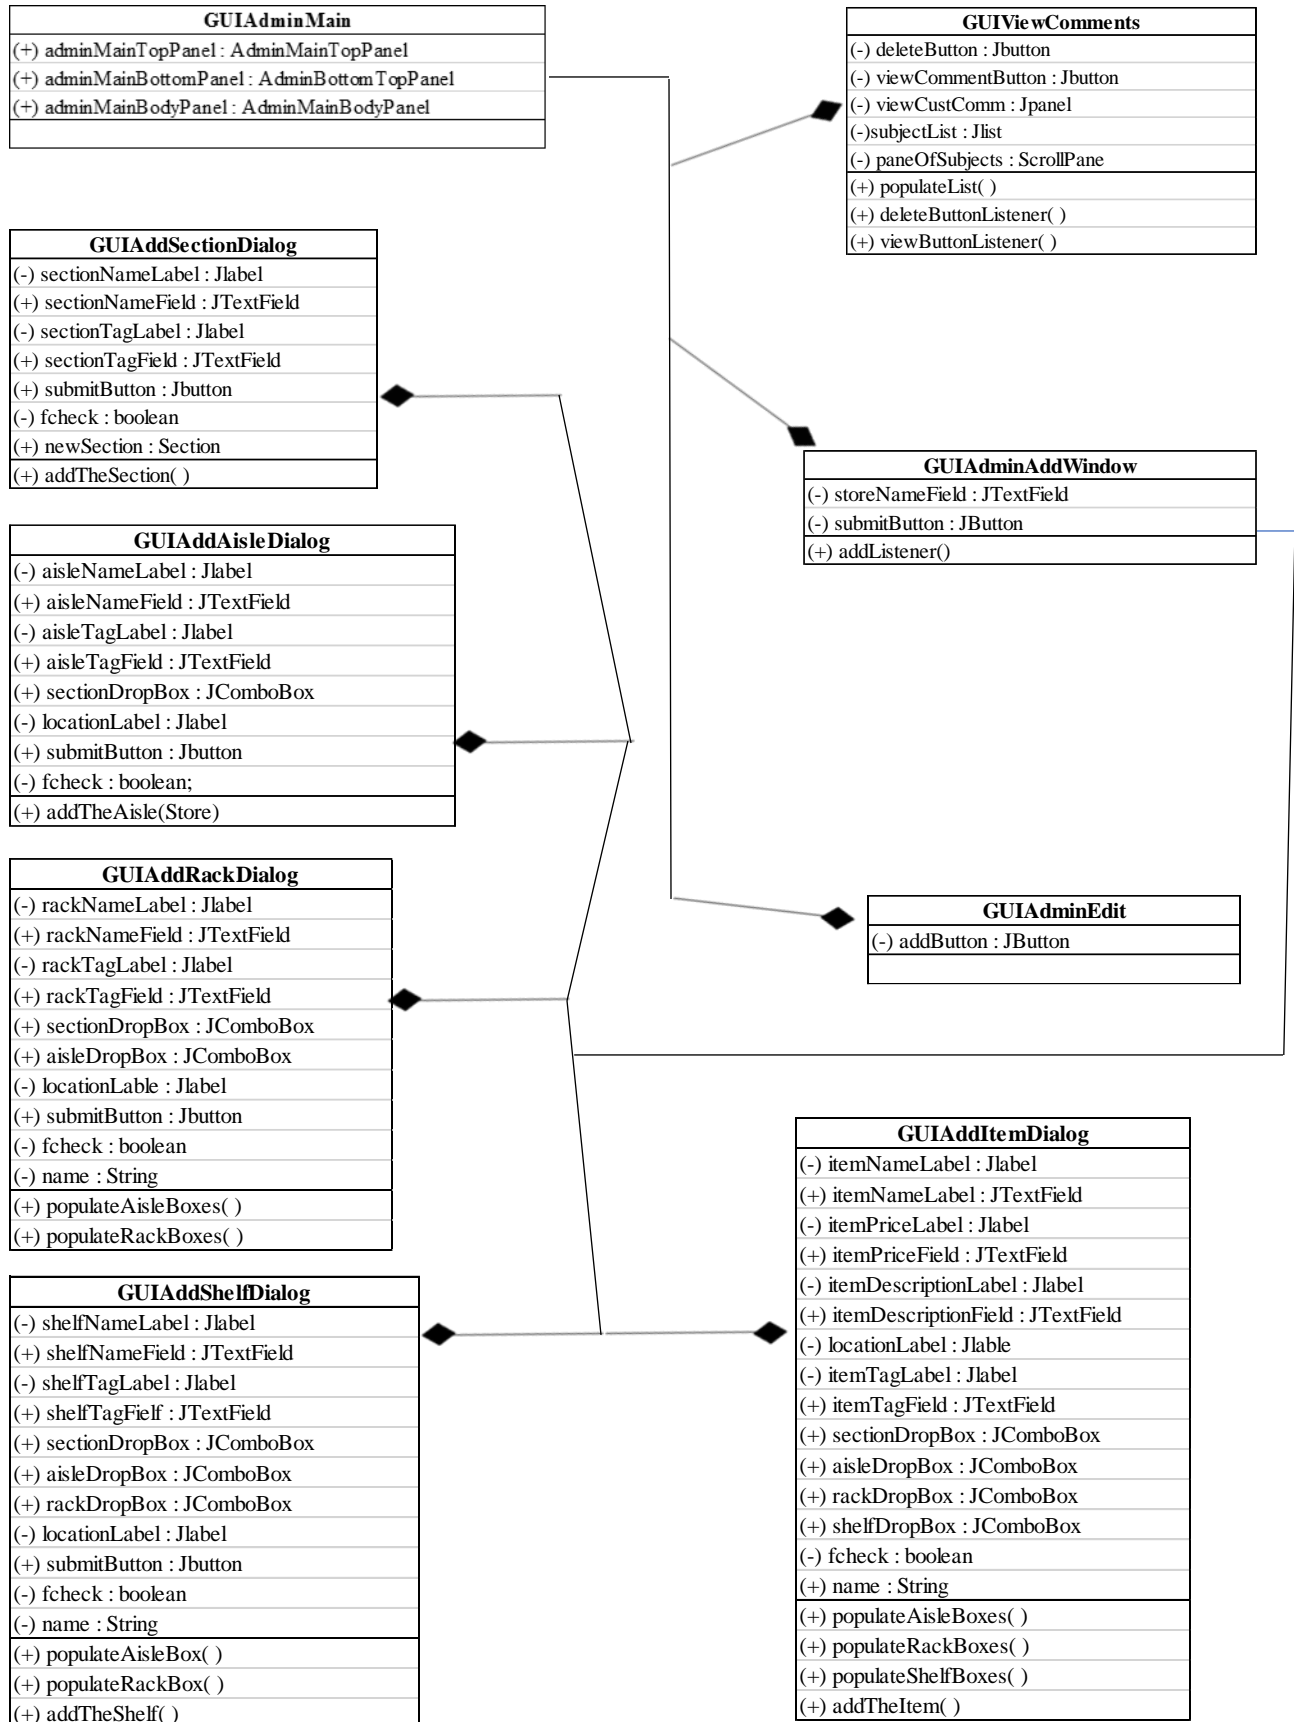 GUIAdminMain
(+) adminMainTopPanel : AdminMainTopPanel
(+) adminMainBottomPanel : AdminBottomTopPanel
(+) adminMainBodyPanel : AdminMainBodyPanel
GUIViewComments
(-) deleteButton : Jbutton
(-) viewCommentButton : Jbutton
(-) viewCustComm : Jpanel
(-)subjectList : Jlist
(-) paneOfSubjects : ScrollPane
(+) populateList( )
(+) deleteButtonListener( )
(+) viewButtonListener( )
GUIAddSectionDialog
(-) sectionNameLabel : Jlabel
(+) sectionNameField : JTextField
(-) sectionTagLabel : Jlabel
(+) sectionTagField : JTextField
(+) submitButton : Jbutton
(-) fcheck : boolean
(+) newSection : Section
(+) addTheSection( )
GUIAdminAddWindow
(-) storeNameField : JTextField
(-) submitButton : JButton
(+) addListener()
GUIAddAisleDialog
(-) aisleNameLabel : Jlabel
(+) aisleNameField : JTextField
(-) aisleTagLabel : Jlabel
(+) aisleTagField : JTextField
(+) sectionDropBox : JComboBox
(-) locationLabel : Jlabel
(+) submitButton : Jbutton
(-) fcheck : boolean;
(+) addTheAisle(Store)
GUIAddRackDialog
(-) rackNameLabel : Jlabel
(+) rackNameField : JTextField
(-) rackTagLabel : Jlabel
(+) rackTagField : JTextField
(+) sectionDropBox : JComboBox
(+) aisleDropBox : JComboBox
(-) locationLable : Jlabel
(+) submitButton : Jbutton
(-) fcheck : boolean
(-) name : String
(+) populateAisleBoxes( )
(+) populateRackBoxes( )
GUIAdminEdit
(-) addButton : JButton
GUIAddShelfDialog
(-) shelfNameLabel : Jlabel
(+) shelfNameField : JTextField
(-) shelfTagLabel : Jlabel
(+) shelfTagFielf : JTextField
(+) sectionDropBox : JComboBox
(+) aisleDropBox : JComboBox
(+) rackDropBox : JComboBox
(-) locationLabel : Jlabel
(+) submitButton : Jbutton
(-) fcheck : boolean
(-) name : String
(+) populateAisleBox( )
(+) populateRackBox( )
(+) addTheShelf( )
GUIAddItemDialog
(-) itemNameLabel : Jlabel
(+) itemNameLabel : JTextField
(-) itemPriceLabel : Jlabel
(+) itemPriceField : JTextField
(-) itemDescriptionLabel : Jlabel
(+) itemDescriptionField : JTextField
(-) locationLabel : Jlable
(-) itemTagLabel : Jlabel
(+) itemTagField : JTextField
(+) sectionDropBox : JComboBox
(+) aisleDropBox : JComboBox
(+) rackDropBox : JComboBox
(+) shelfDropBox : JComboBox
(-) fcheck : boolean
(+) name : String
(+) populateAisleBoxes( )
(+) populateRackBoxes( )
(+) populateShelfBoxes( )
(+) addTheItem( )